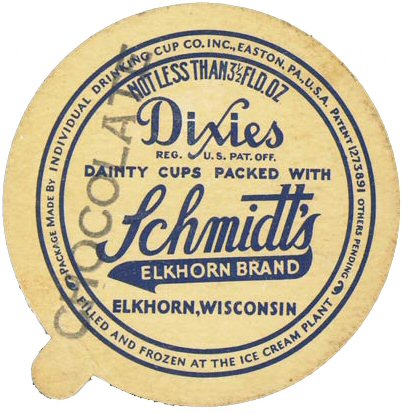 PACKAGE MADE BY INDIVIDUAL DRINKING CUP CO. INC., EASTON, PA., U.S.A. PATENT 1273891 OTHERS PENDING
NOT LESS THAN 3½ FLD. OZ
Dixies
REG. U.S. PAT. OFF.
DAINTY CUPS PACKED WITH
Schmidt's
ELKHORN BRAND
ELKHORN, WISCONSIN
FILLED AND FROZEN AT THE ICE CREAM PLANT
CHOCOLATE